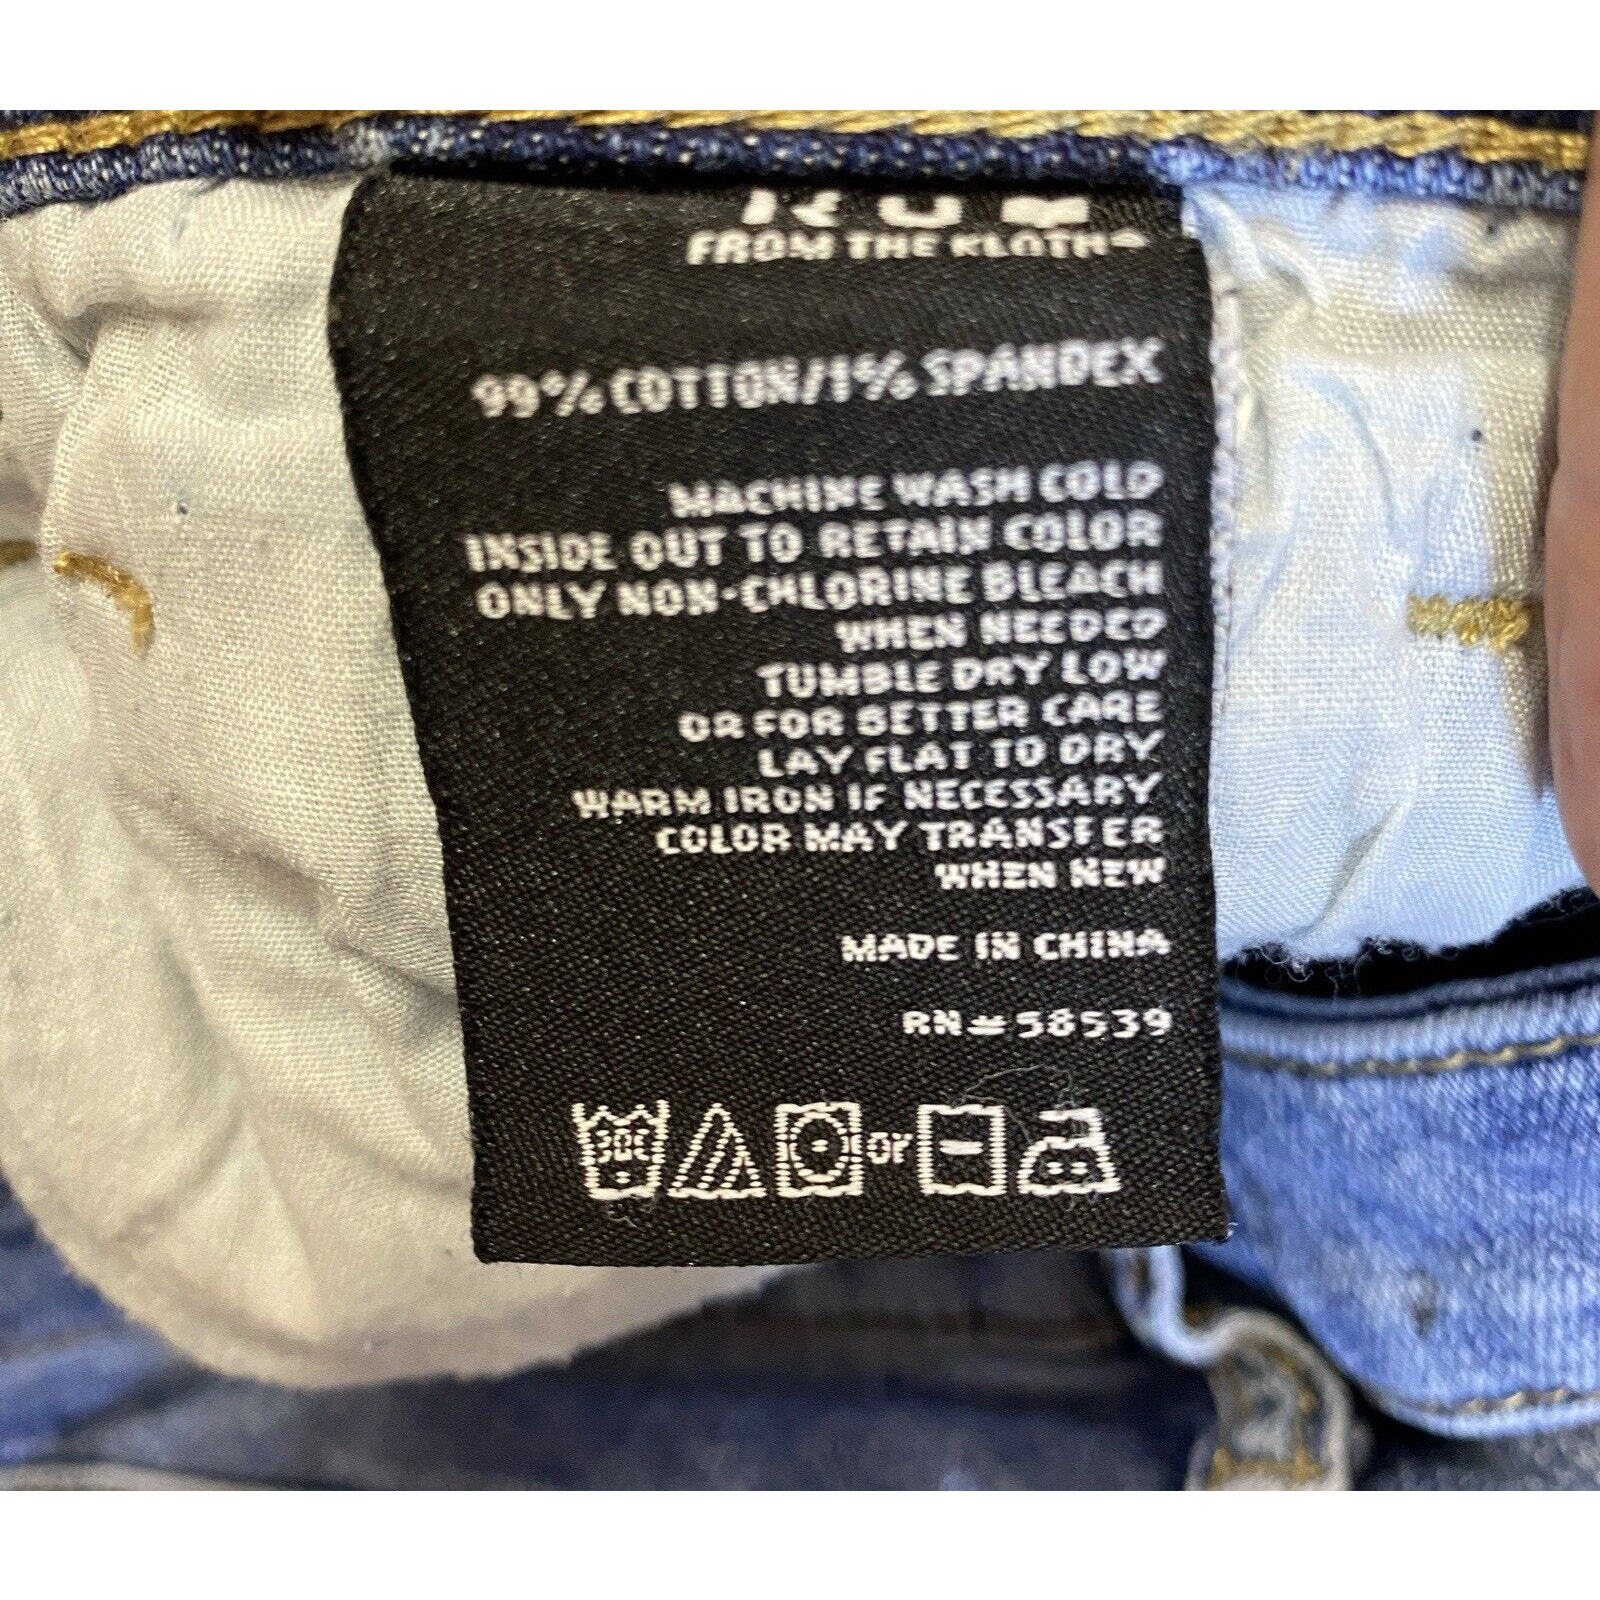 FROM THE KLOTH
99% COTTON/1% SPANDEX
MACHINE WASH COLD
INSIDE OUT TO RETAIN COLOR
ONLY NON-CHLORINE BLEACH
WHEN NEEDED
TUMBLE DRY LOW
OR FOR BETTER CARE
LAY FLAT TO DRY
WARM IRON IF NECESSARY
COLOR MAY TRANSFER
WHEN NEW
MADE IN CHINA
RN# 58539
30C or